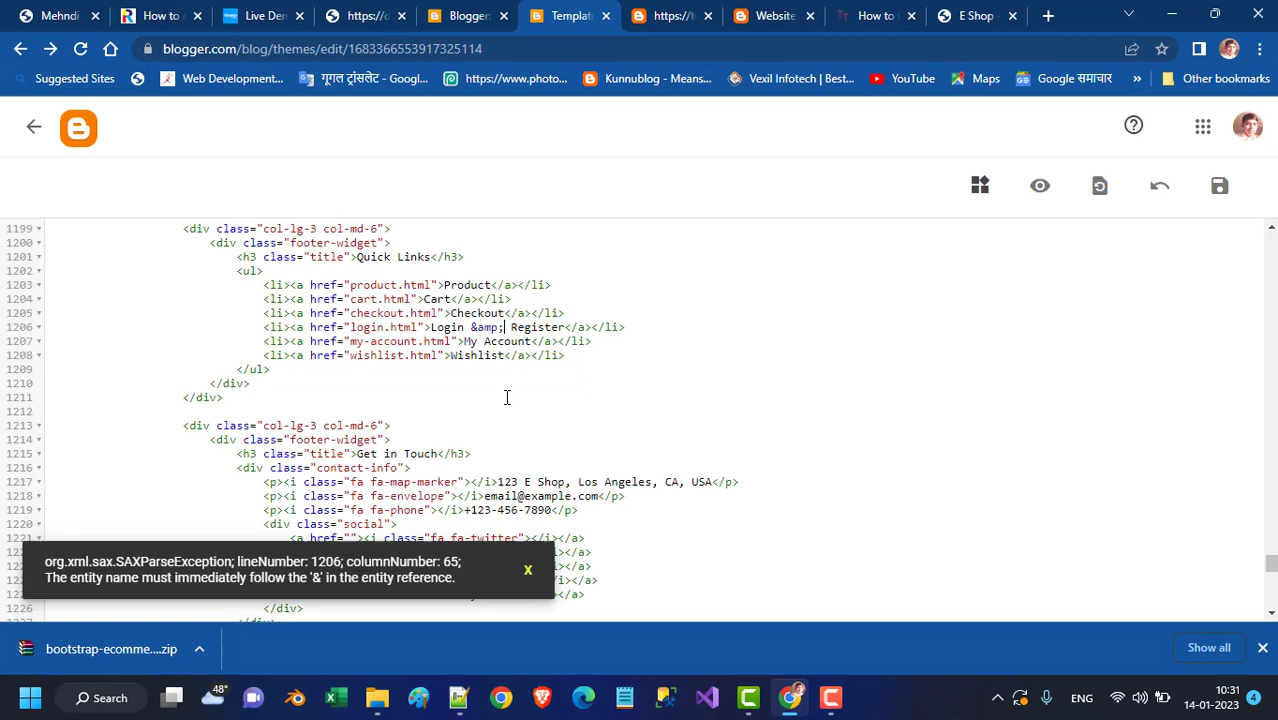 Mehndi
How to
Live De
https://d
Blogger:
Templat
https://t
Website
How to
E Shop -
blogger.com/blog/themes/edit/1683366553917325114
Suggested Sites
Web Development...
गूगल ट्रांसलेट - Googl...
https://www.photo...
Kunnublog - Means...
Vexil Infotech | Best...
YouTube
Maps
Google समाचार
»
Other bookmarks
1199 <div class="col-lg-3 col-md-6">
1200 <div class="footer-widget">
1201 <h3 class="title">Quick Links</h3>
1202 <ul>
1203 <li><a href="product.html">Product</a></li>
1204 <li><a href="cart.html">Cart</a></li>
1205 <li><a href="checkout.html">Checkout</a></li>
1206 <li><a href="login.html">Login &amp; Register</a></li>
1207 <li><a href="my-account.html">My Account</a></li>
1208 <li><a href="wishlist.html">Wishlist</a></li>
1209 </ul>
1210 </div>
1211 </div>
1212
1213 <div class="col-lg-3 col-md-6">
1214 <div class="footer-widget">
1215 <h3 class="title">Get in Touch</h3>
1216 <div class="contact-info">
1217 <p><i class="fa fa-map-marker"></i>123 E Shop, Los Angeles, CA, USA</p>
1218 <p><i class="fa fa-envelope"></i>email@example.com</p>
1219 <p><i class="fa fa-phone"></i>+123-456-7890</p>
1220 <div class="social">
1221 <a href=""><i class="fa fa-twitter"></i></a>
i></a>
i></a>
/i></a>
</a>
1226 </div>
org.xml.sax.SAXParseException; lineNumber: 1206; columnNumber: 65;
The entity name must immediately follow the '&' in the entity reference.
X
bootstrap-ecomme....zip
Show all
48°
Search
ENG
10:31
14-01-2023
4